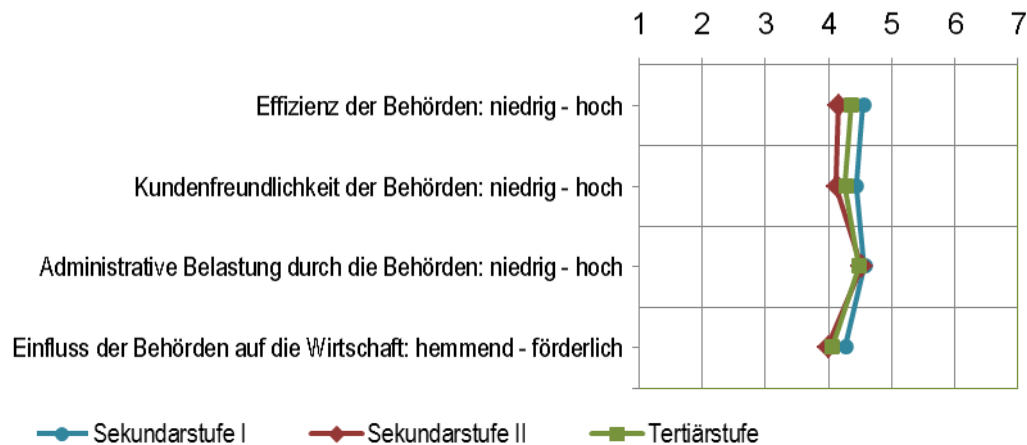 1 2 3 4 5 6 7
Effizienz der Behörden: niedrig - hoch
Kundenfreundlichkeit der Behörden: niedrig - hoch
Administrative Belastung durch die Behörden: niedrig - hoch
Einfluss der Behörden auf die Wirtschaft: hemmend - förderlich
Sekundarstufe I Sekundarstufe II Tertiärstufe